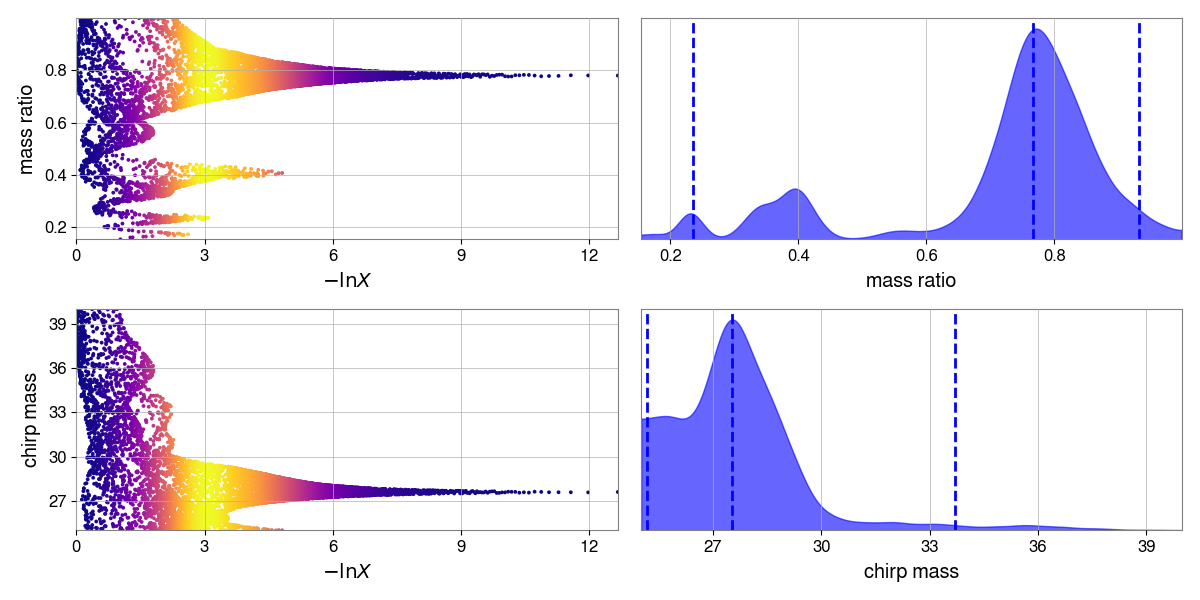 mass ratio
0.8
0.6
0.4
0.2
0 3 6 9 12
−lnX
0.2 0.4 0.6 0.8
mass ratio
chirp mass
39
36
33
30
27
0 3 6 9 12
−lnX
27 30 33 36 39
chirp mass